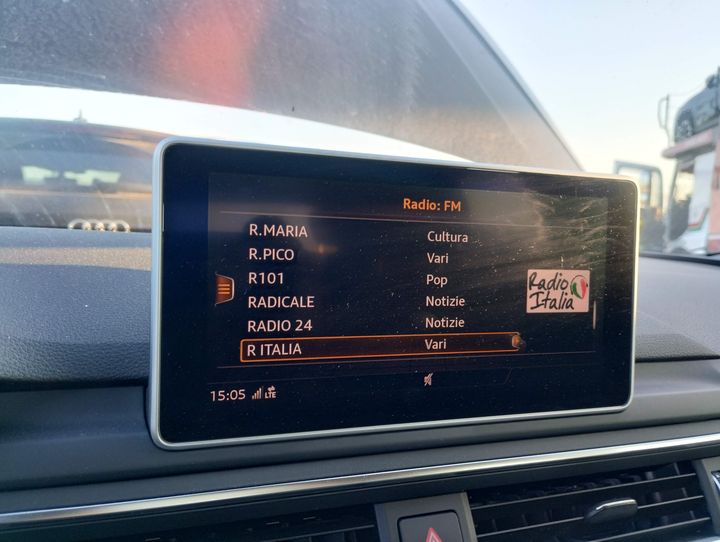 Radio: FM
R.MARIA Cultura
R.PICO Vari
R101 Pop
RADICALE Notizie
RADIO 24 Notizie
R ITALIA Vari
Radio
Italia
15:05 LTE